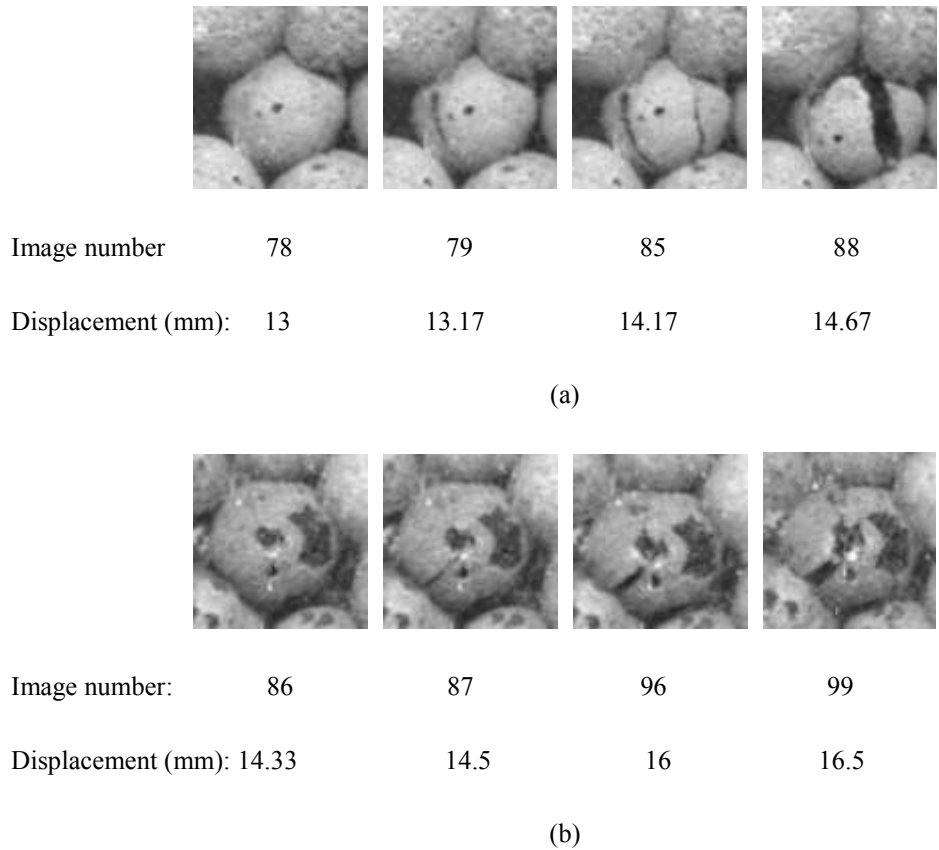 Image number 78 79 85 88
Displacement (mm): 13 13.17 14.17 14.67
(a)
Image number: 86 87 96 99
Displacement (mm): 14.33 14.5 16 16.5
(b)